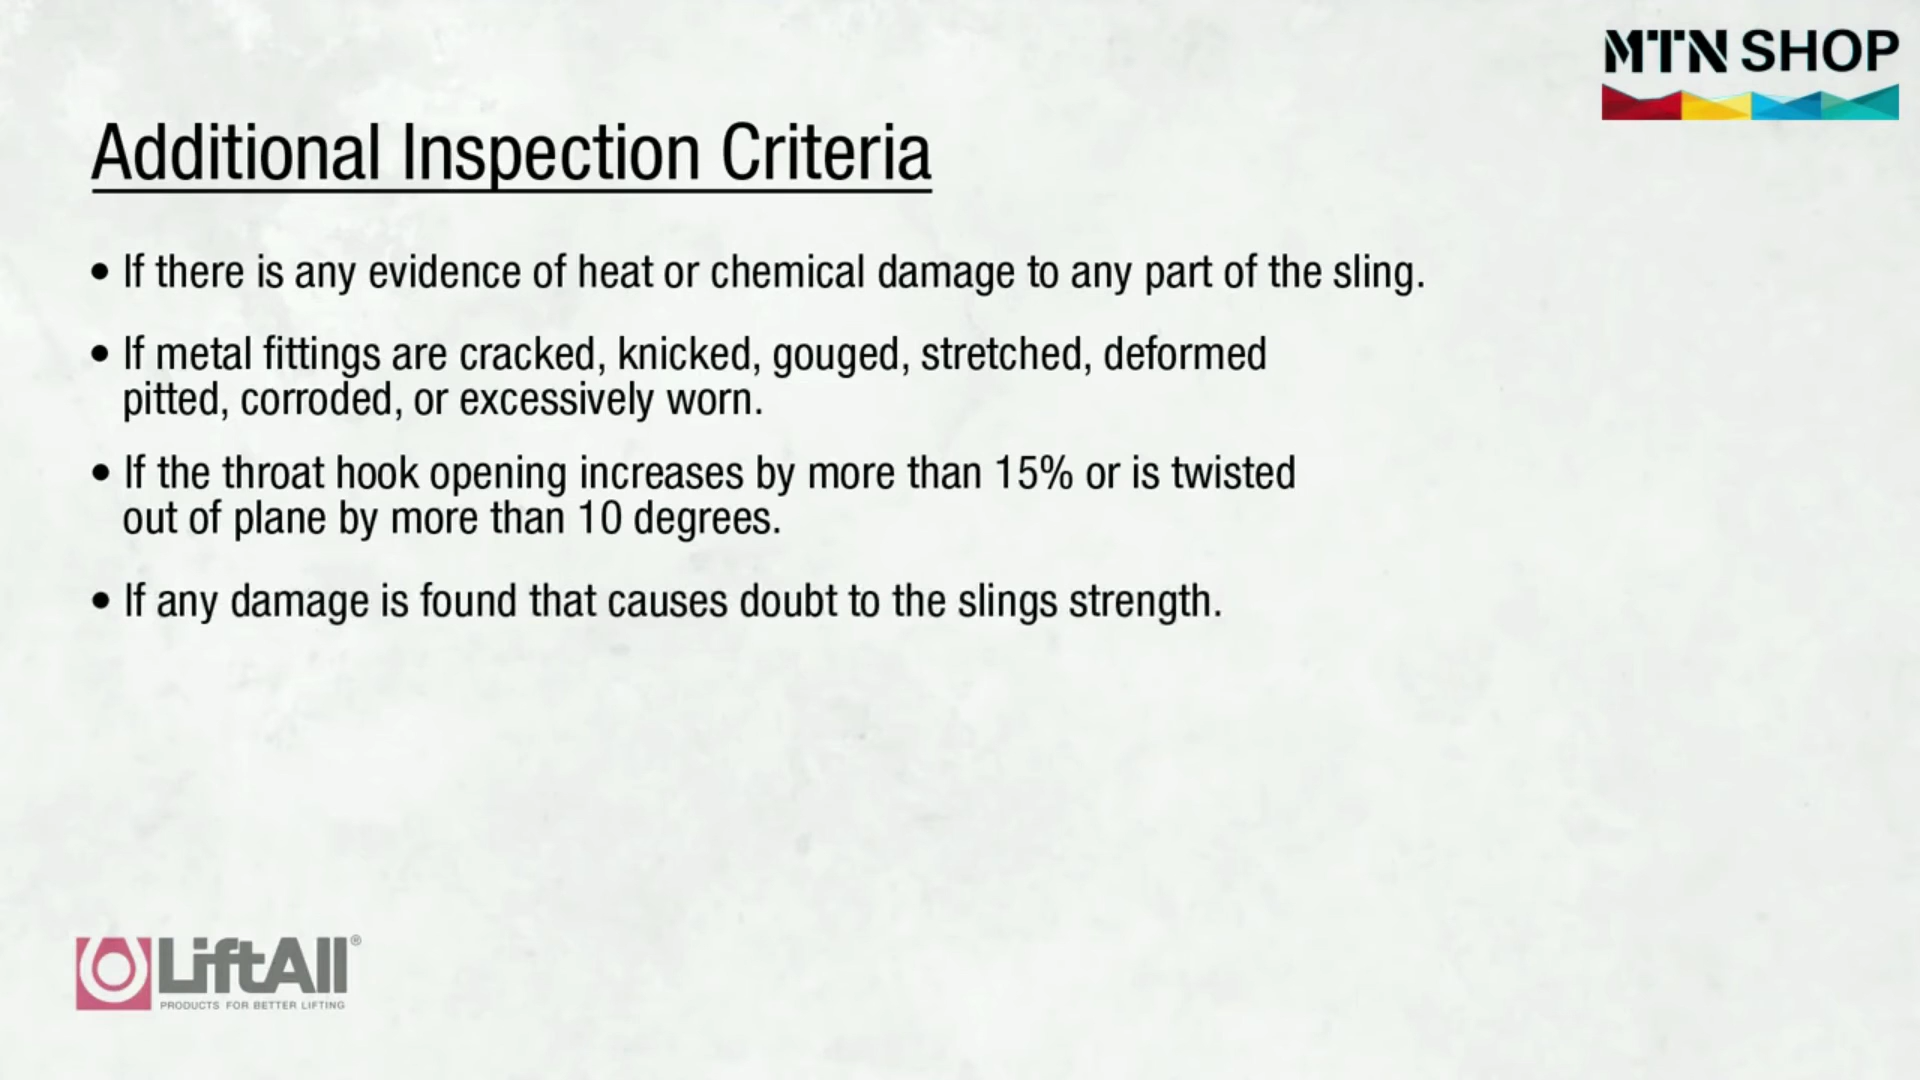 MTN SHOP
Additional Inspection Criteria
• If there is any evidence of heat or chemical damage to any part of the sling.
• If metal fittings are cracked, knicked, gouged, stretched, deformed
pitted, corroded, or excessively worn.
• If the throat hook opening increases by more than 15% or is twisted
out of plane by more than 10 degrees.
• If any damage is found that causes doubt to the slings strength.
LiftAll®
PRODUCTS FOR BETTER LIFTING